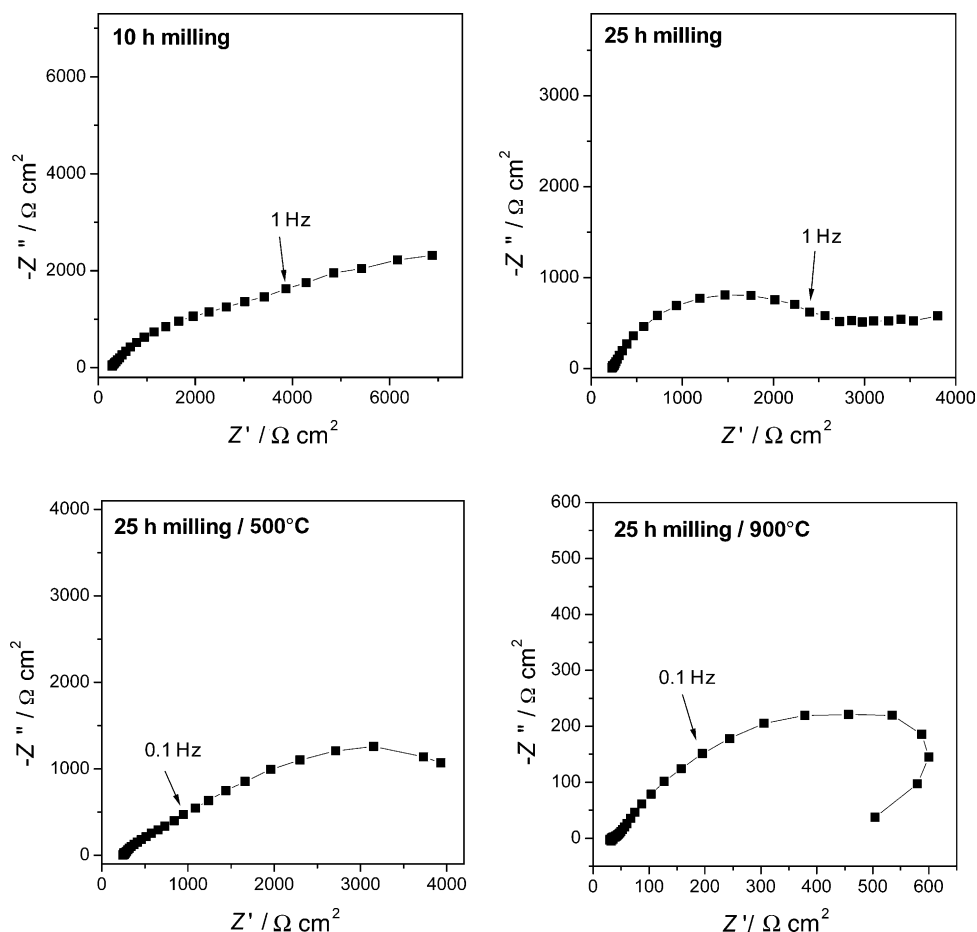 10 h milling
6000
4000
2000
0
-Z " / Ω cm²
1 Hz
0
2000
4000
6000
Z ' / Ω cm²
25 h milling
3000
2000
1000
0
-Z " / Ω cm²
1 Hz
0
1000
2000
3000
4000
Z ' / Ω cm²
25 h milling / 500°C
4000
3000
2000
1000
0
-Z " / Ω cm²
0.1 Hz
0
1000
2000
3000
4000
Z ' / Ω cm²
25 h milling / 900°C
600
500
400
300
200
100
0
-Z " / Ω cm²
0.1 Hz
0
100
200
300
400
500
600
Z '/ Ω cm²